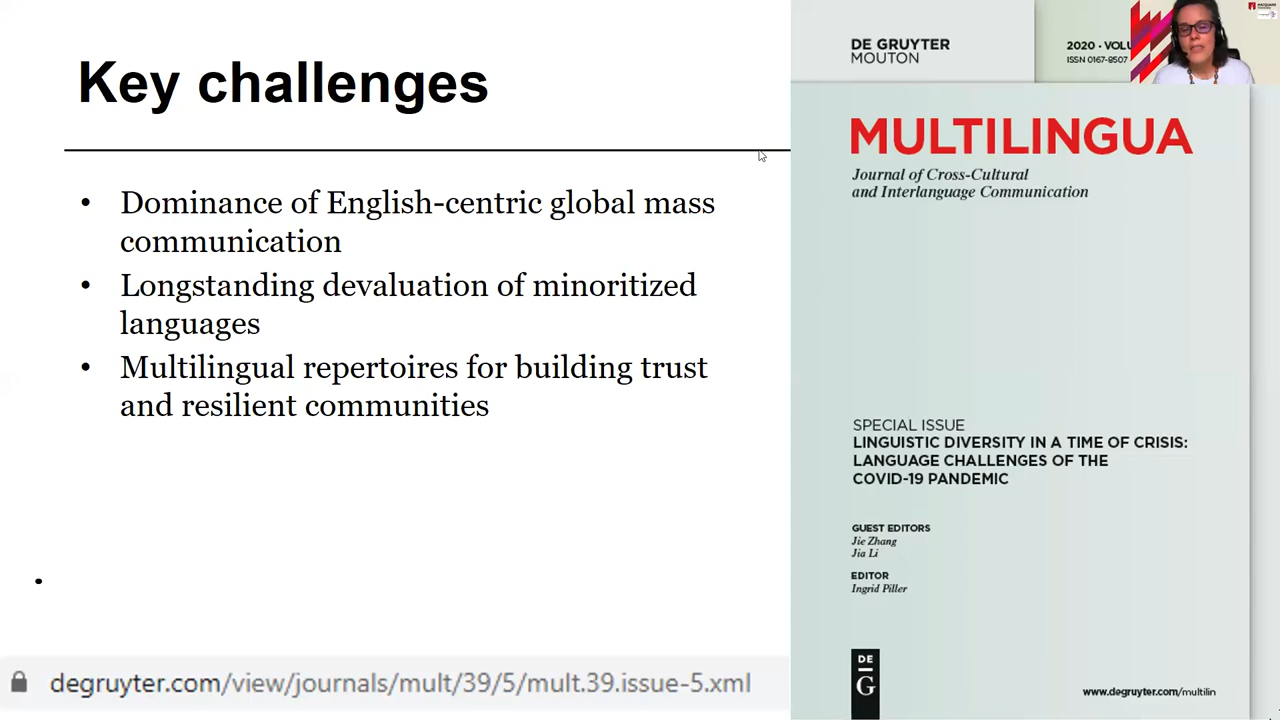 Key challenges
• Dominance of English-centric global mass
communication
• Longstanding devaluation of minoritized
languages
• Multilingual repertoires for building trust
and resilient communities
•
degruyter.com/view/journals/mult/39/5/mult.39.issue-5.xml
DE GRUYTER
MOUTON
2020 · VOLU
ISSN 0167-8507
MULTILINGUA
Journal of Cross-Cultural
and Interlanguage Communication
SPECIAL ISSUE
LINGUISTIC DIVERSITY IN A TIME OF CRISIS:
LANGUAGE CHALLENGES OF THE
COVID-19 PANDEMIC
GUEST EDITORS
Jie Zhang
Jia Li
EDITOR
Ingrid Piller
DE
G
www.degruyter.com/multilin